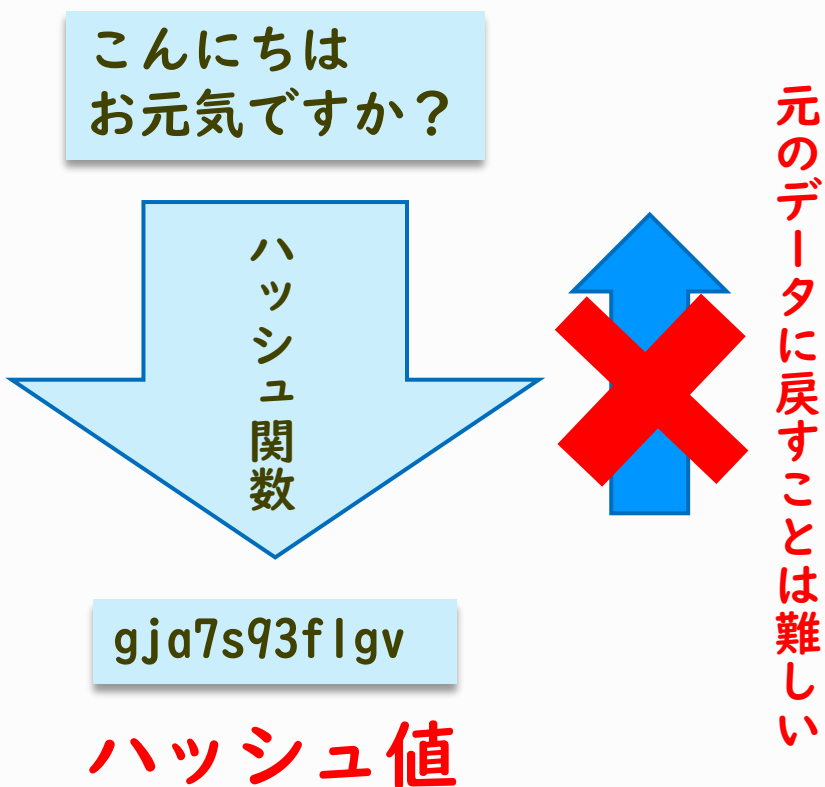 こんにちは
お元気ですか？
ハッシュ関数
元のデータに戻すことは難しい
gja7s93flgv
ハッシュ値